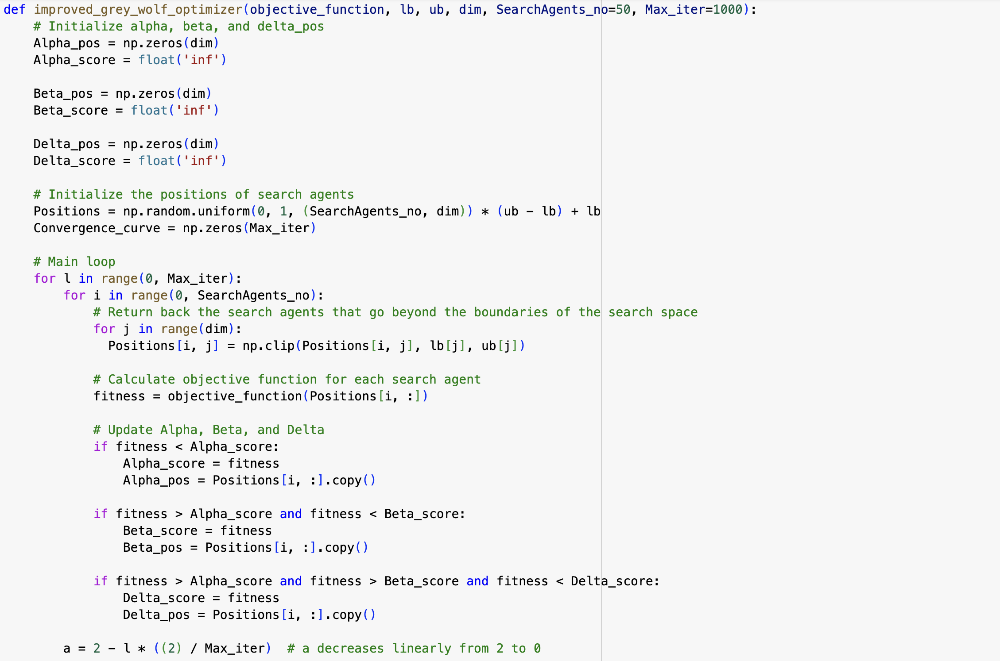 def improved_grey_wolf_optimizer(objective_function, lb, ub, dim, SearchAgents_no=50, Max_iter=1000):
    # Initialize alpha, beta, and delta_pos
    Alpha_pos = np.zeros(dim)
    Alpha_score = float('inf')

    Beta_pos = np.zeros(dim)
    Beta_score = float('inf')

    Delta_pos = np.zeros(dim)
    Delta_score = float('inf')

    # Initialize the positions of search agents
    Positions = np.random.uniform(0, 1, (SearchAgents_no, dim)) * (ub - lb) + lb
    Convergence_curve = np.zeros(Max_iter)

    # Main loop
    for l in range(0, Max_iter):
        for i in range(0, SearchAgents_no):
            # Return back the search agents that go beyond the boundaries of the search space
            for j in range(dim):
              Positions[i, j] = np.clip(Positions[i, j], lb[j], ub[j])

            # Calculate objective function for each search agent
            fitness = objective_function(Positions[i, :])

            # Update Alpha, Beta, and Delta
            if fitness < Alpha_score:
                Alpha_score = fitness
                Alpha_pos = Positions[i, :].copy()

            if fitness > Alpha_score and fitness < Beta_score:
                Beta_score = fitness
                Beta_pos = Positions[i, :].copy()

            if fitness > Alpha_score and fitness > Beta_score and fitness < Delta_score:
                Delta_score = fitness
                Delta_pos = Positions[i, :].copy()

        a = 2 - l * ((2) / Max_iter)  # a decreases linearly from 2 to 0